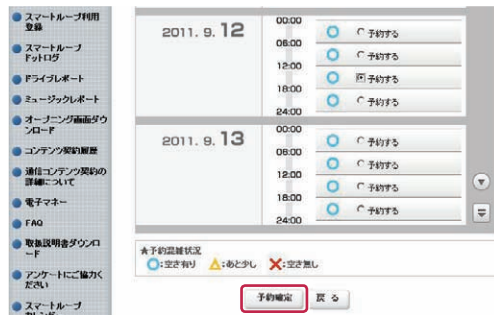 スマートループ利用
登録
スマートループ
ドットログ
ドライブレポート
ミュージックレポート
オープニング画面ダウ
ンロード
コンテンツ契約履歴
通信コンテンツ契約の
詳細について
電子マネー
FAQ
取扱説明書ダウンロ
ード
アンケートにご協力く
ださい
スマートループ
2011. 9. 12
00:00
予約する
06:00
予約する
12:00
予約する
18:00
予約する
24:00
2011. 9. 13
00:00
予約する
06:00
予約する
12:00
予約する
18:00
予約する
24:00
★予約混雑状況
:空き有り :あと少し :空き無し
予約確定 戻る